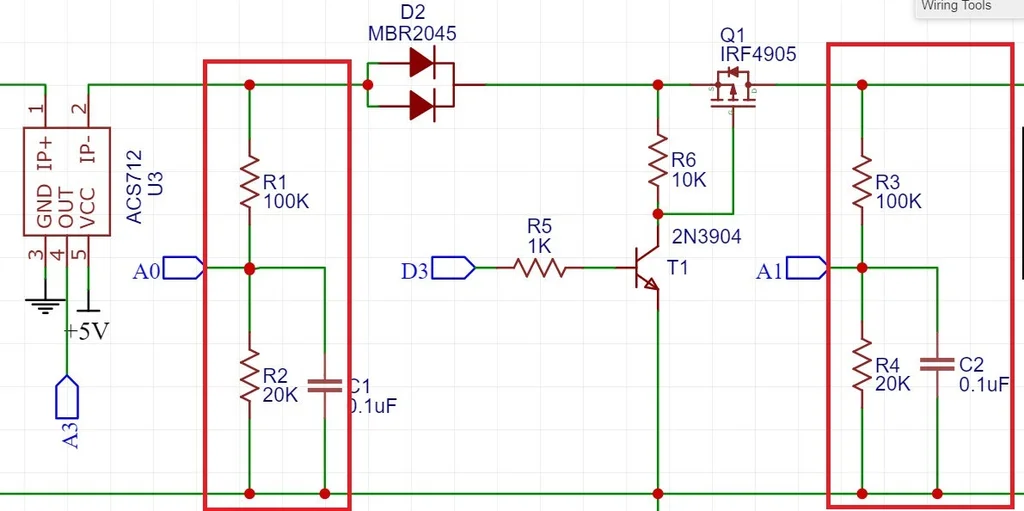 Wiring Tools
D2
MBR2045
Q1
IRF4905
1
2
IP+
IP-
GND
OUT
VCC
ACS712
U3
3
4
5
+5V
A3
R1
100K
A0
R2
20K
C1
0.1uF
D3
R5
1K
R6
10K
2N3904
T1
R3
100K
A1
R4
20K
C2
0.1uF